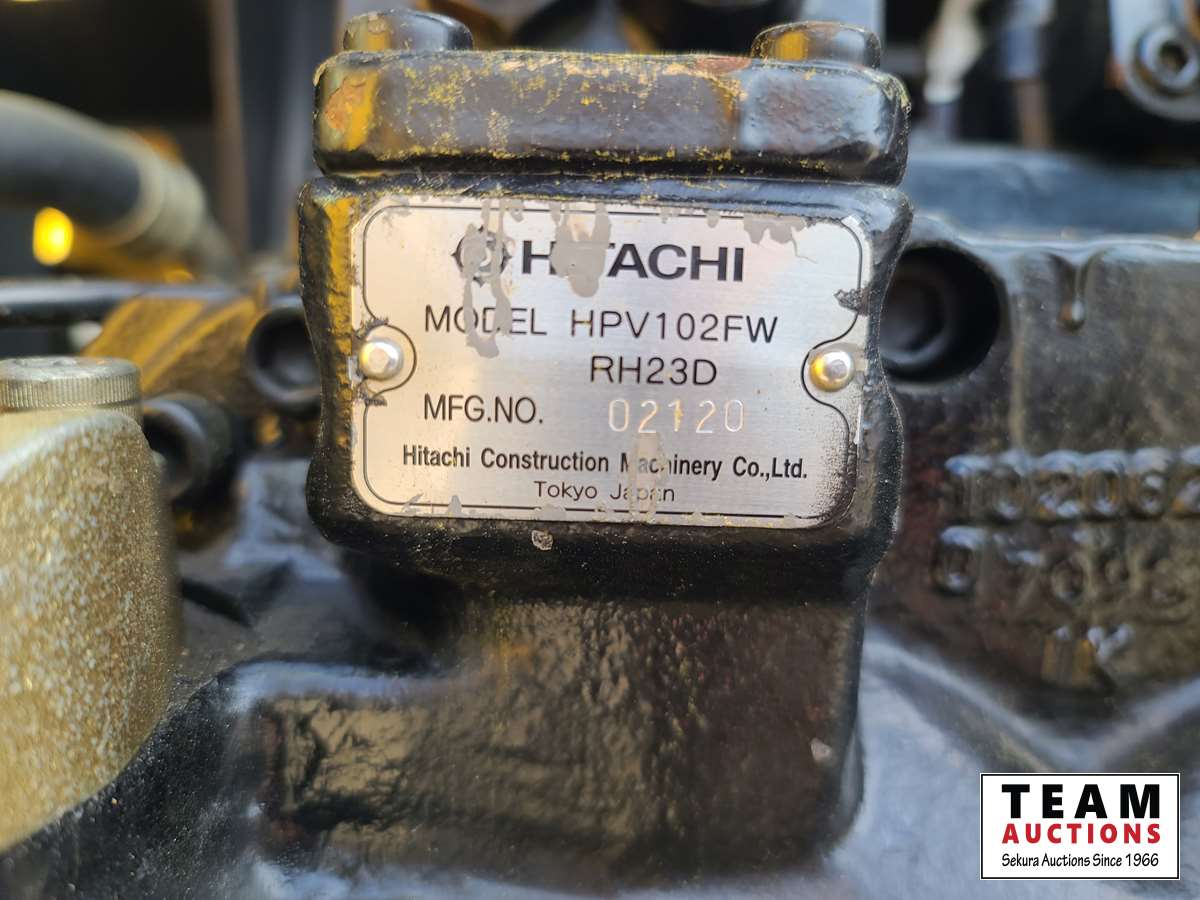 HITACHI
MODEL HPV102FW
RH23D
MFG.NO. 02120
Hitachi Construction Machinery Co.,Ltd.
Tokyo Japan
TEAM
AUCTIONS
Sekura Auctions Since 1966